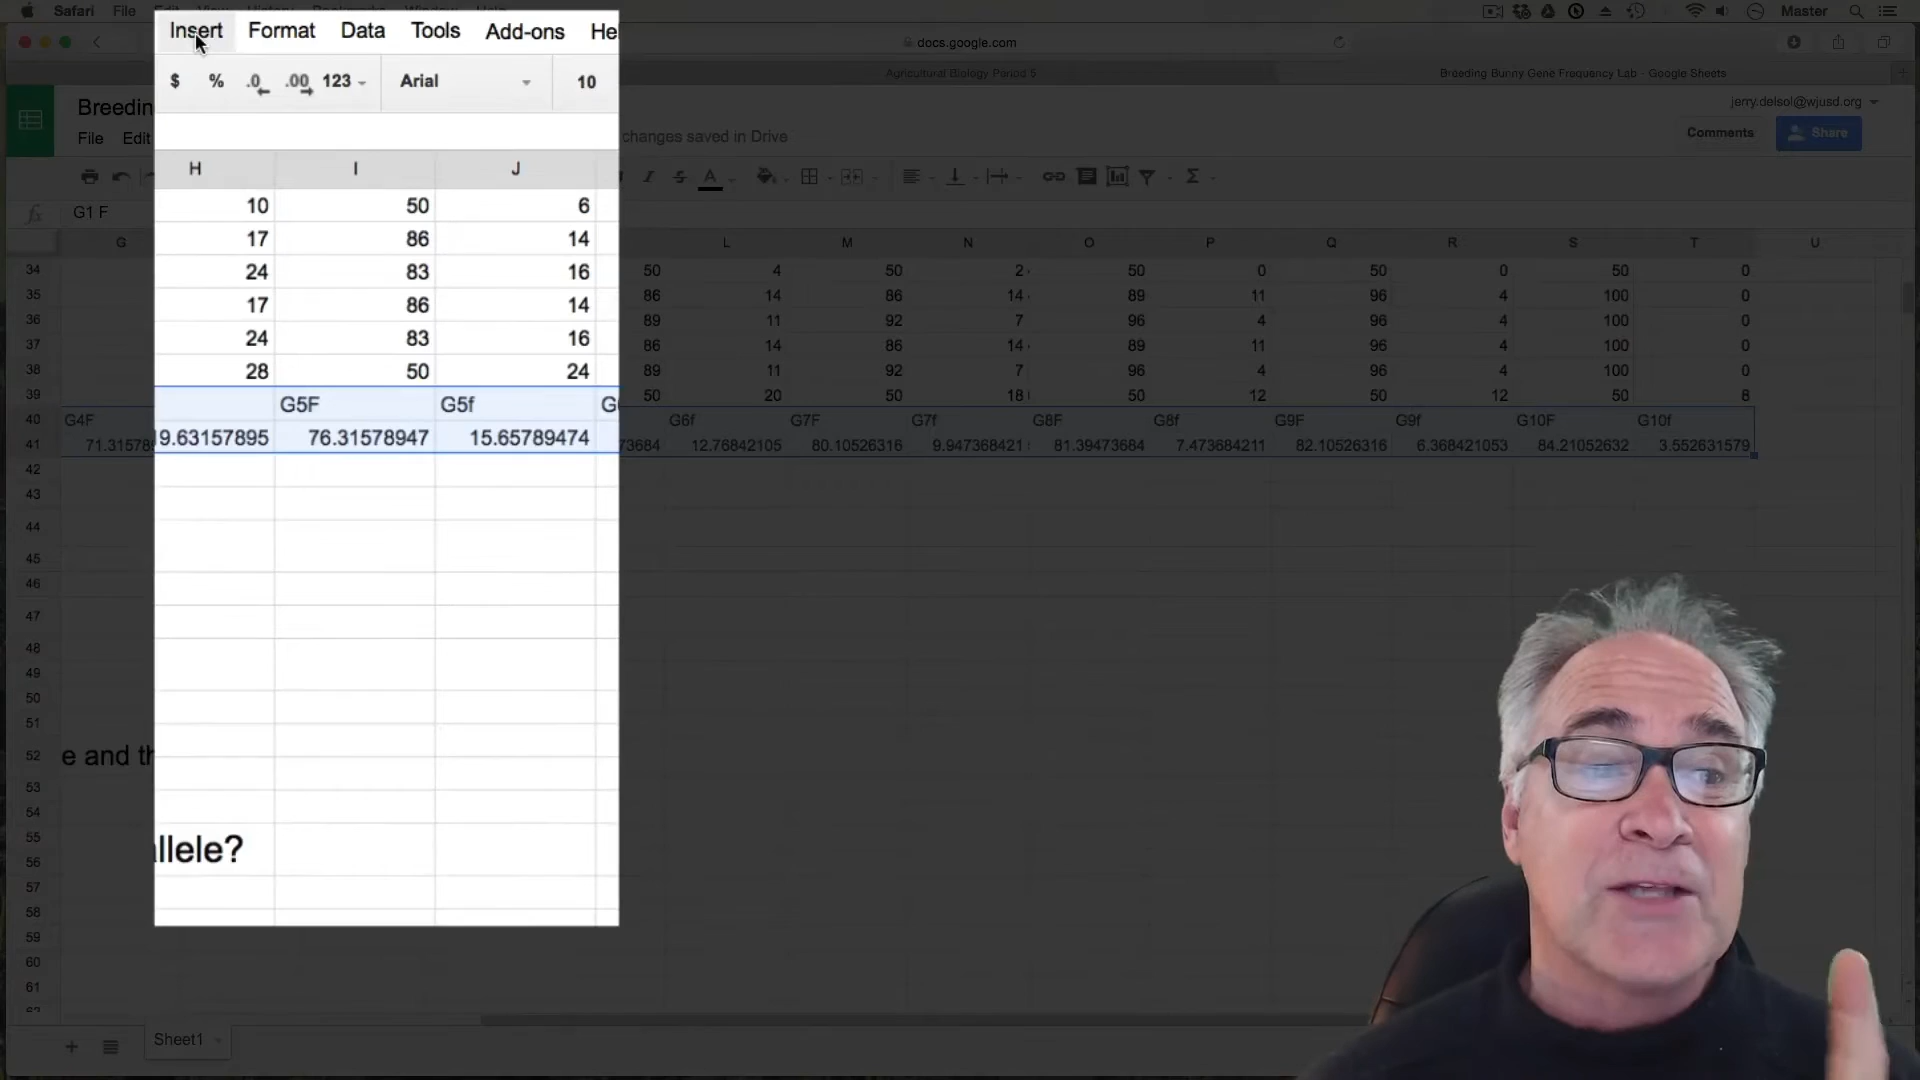 Safari File Edit View History Bookmarks Window Help Master
docs.google.com
Agricultural Biology Period 5 Breeding Bunny Gene Frequency Lab - Google Sheets
jerry.delsol@wjusd.org
Breedin
File Edit
changes saved in Drive
Comments Share
Insert Format Data Tools Add-ons He
$ % .0 .00 123 Arial 10
G1 F
H I J
10 50 6
17 86 14
24 83 16
17 86 14
24 83 16
28 50 24
G5F G5f G
9.63157895 76.31578947 15.65789474
G L M N O P Q R S T U
34 50 4 50 2 50 0 50 0 50 0
35 86 14 86 14 89 11 96 4 100 0
36 89 11 92 7 96 4 96 4 100 0
37 86 14 86 14 89 11 96 4 100 0
38 89 11 92 7 96 4 96 4 100 0
39 50 20 50 18 50 12 50 12 50 8
40 G4F G6f G7F G7f G8F G8f G9F G9f G10F G10f
41 71.31578 73684 12.76842105 80.10526316 9.947368421 81.39473684 7.473684211 82.10526316 6.368421053 84.21052632 3.552631579
42
43
44
45
46
47
48
49
50
51
52 e and th
53
54
55
llele?
56
57
58
59
60
61
Sheet1